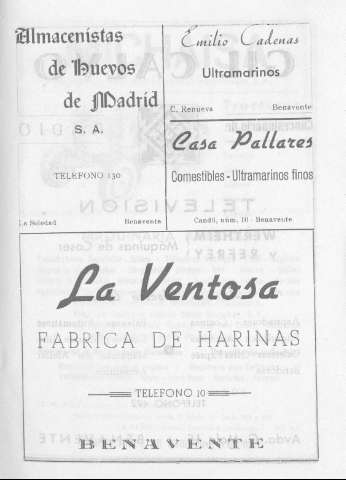 Almacenistas
de Huevos
de Madrid
S. A.
TELEFONO 130
La Soledad Benavente
Emilio Cadenas
Ultramarinos
C. Renueva Benavente
Casa Pallares
Comestibles - Ultramarinos finos
Candil, núm. 10 - Benavente
La Ventosa
FABRICA DE HARINAS
TELEFONO 10
BENAVENTE